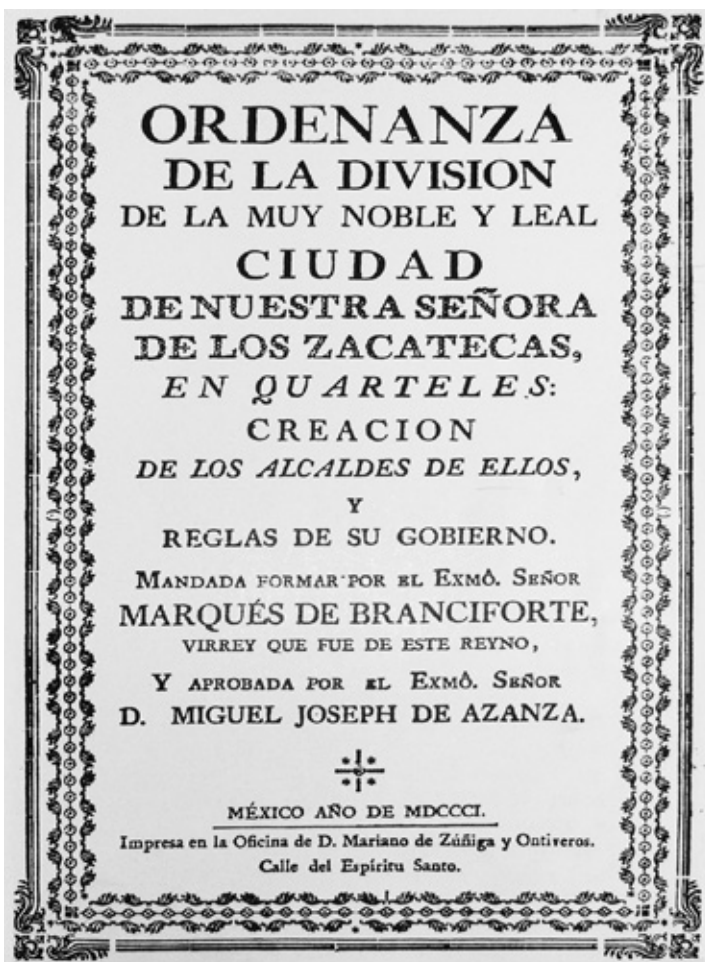 ORDENANZA
DE LA DIVISION
DE LA MUY NOBLE Y LEAL
CIUDAD
DE NUESTRA SEÑORA
DE LOS ZACATECAS,
EN QUARTELES:
CREACION
DE LOS ALCALDES DE ELLOS,
Y
REGLAS DE SU GOBIERNO.
MANDADA FORMAR POR EL EXMÔ. SEÑOR
MARQUÉS DE BRANCIFORTE,
VIRREY QUE FUE DE ESTE REYNO,
Y APROBADA POR EL EXMÔ. SEÑOR
D. MIGUEL JOSEPH DE AZANZA.
MÉXICO AÑO DE MDCCCI.
Impresa en la Oficina de D. Mariano de Zúñiga y Ontiveros.
Calle del Espíritu Santo.